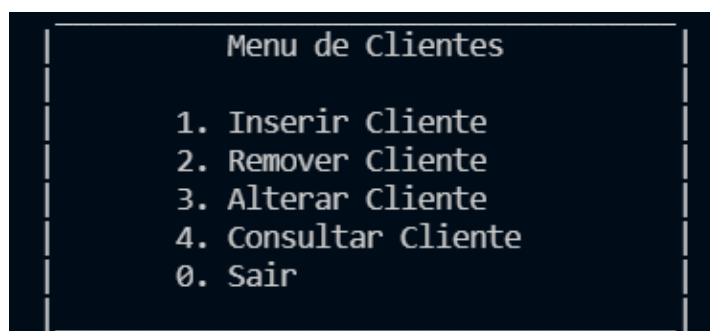 Menu de Clientes
1. Inserir Cliente
2. Remover Cliente
3. Alterar Cliente
4. Consultar Cliente
0. Sair